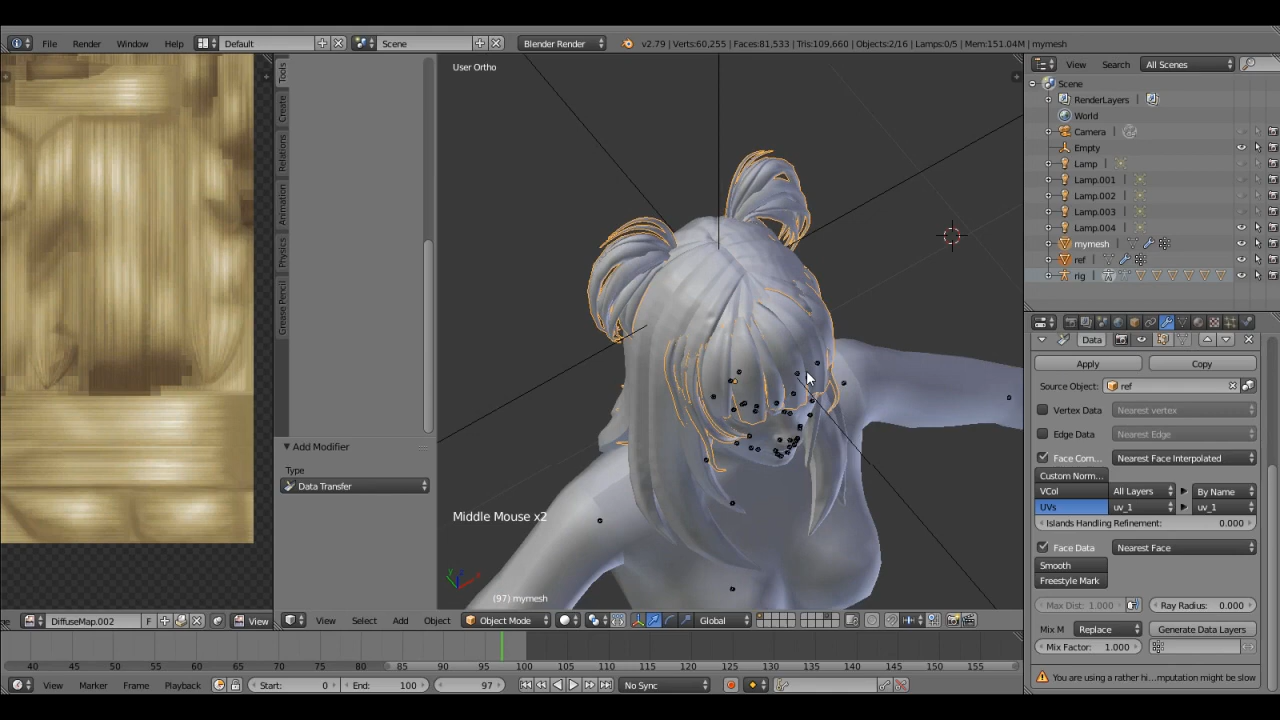 File Render Window Help Default Scene Blender Render v2.79 | Verts:60,255 | Faces:81,533 | Tris:109,660 | Objects:2/16 | Lamps:0/5 | Mem:151.04M | mymesh
View Search All Scenes
User Ortho
Tools
Create
Relations
Animation
Physics
Grease Pencil
Scene
RenderLayers
World
Camera
Empty
Lamp
Lamp.001
Lamp.002
Lamp.003
Lamp.004
mymesh
ref
rig
Data
Apply Copy
Source Object: ref
Vertex Data Nearest vertex
Edge Data Nearest Edge
Face Com... Nearest Face Interpolated
Custom Norm...
VCol All Layers By Name
UVs uv_1 uv_1
Islands Handling Refinement: 0.000
Face Data Nearest Face
Smooth
Freestyle Mark
Max Dist: 1.000 Ray Radius: 0.000
Mix M Replace Generate Data Layers
Mix Factor: 1.000
You are using a rather hi...mputation might be slow
Add Modifier
Type
Data Transfer
Middle Mouse x2
(97) mymesh
DiffuseMap.002 F View
View Select Add Object Object Mode Global
40 45 50 55 60 65 70 75 80 85 90 95 100 105 110 115 120 125 130 135 140 145 150 155
View Marker Frame Playback Start: 0 End: 100 97 No Sync